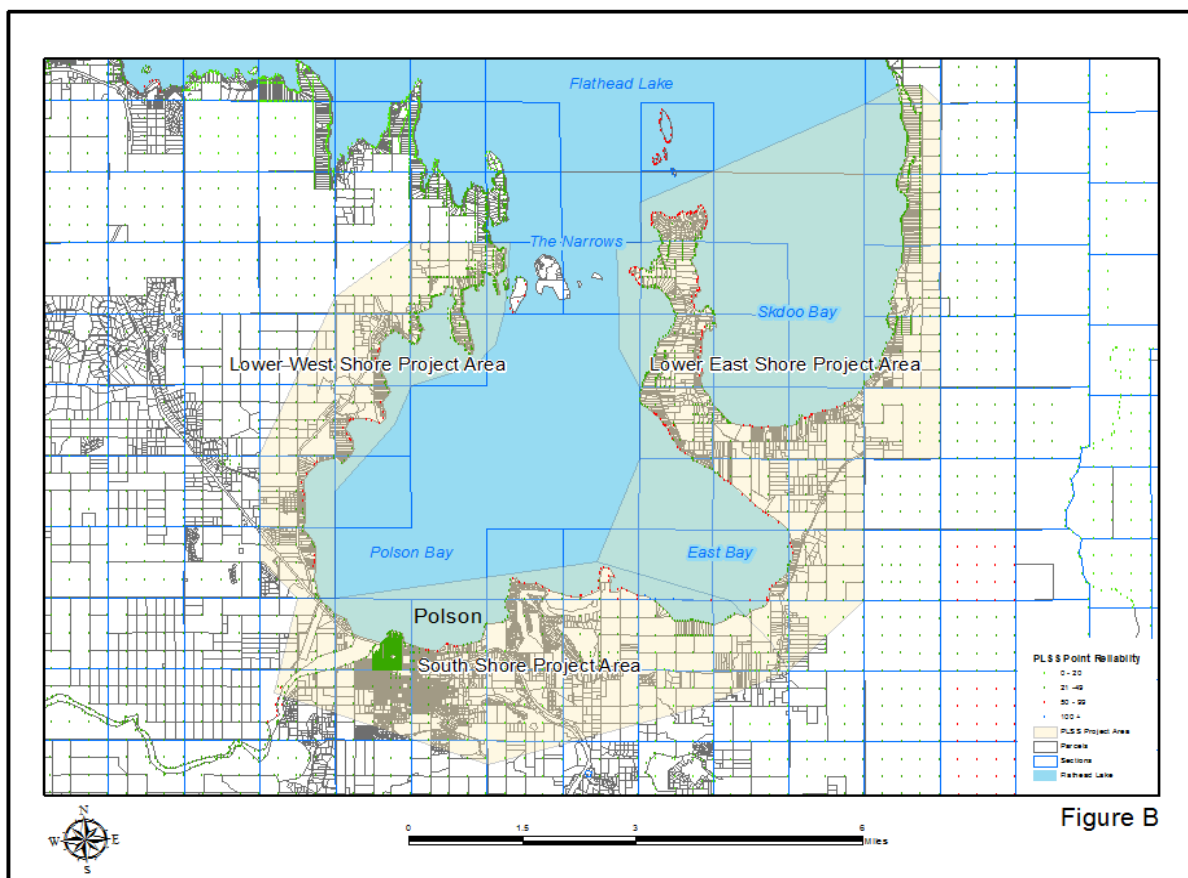 Flathead Lake
The Narrows
Skdoo Bay
Lower West Shore Project Area
Lower East Shore Project Area
Polson Bay
East Bay
Polson
South Shore Project Area
PLSS Point Reliability
0 - 20
21 - 49
50 - 99
100 +
PLSS Project Area
Parcels
Sections
Flathead Lake
Figure B
N
W
E
S
0
1.5
3
6
Miles